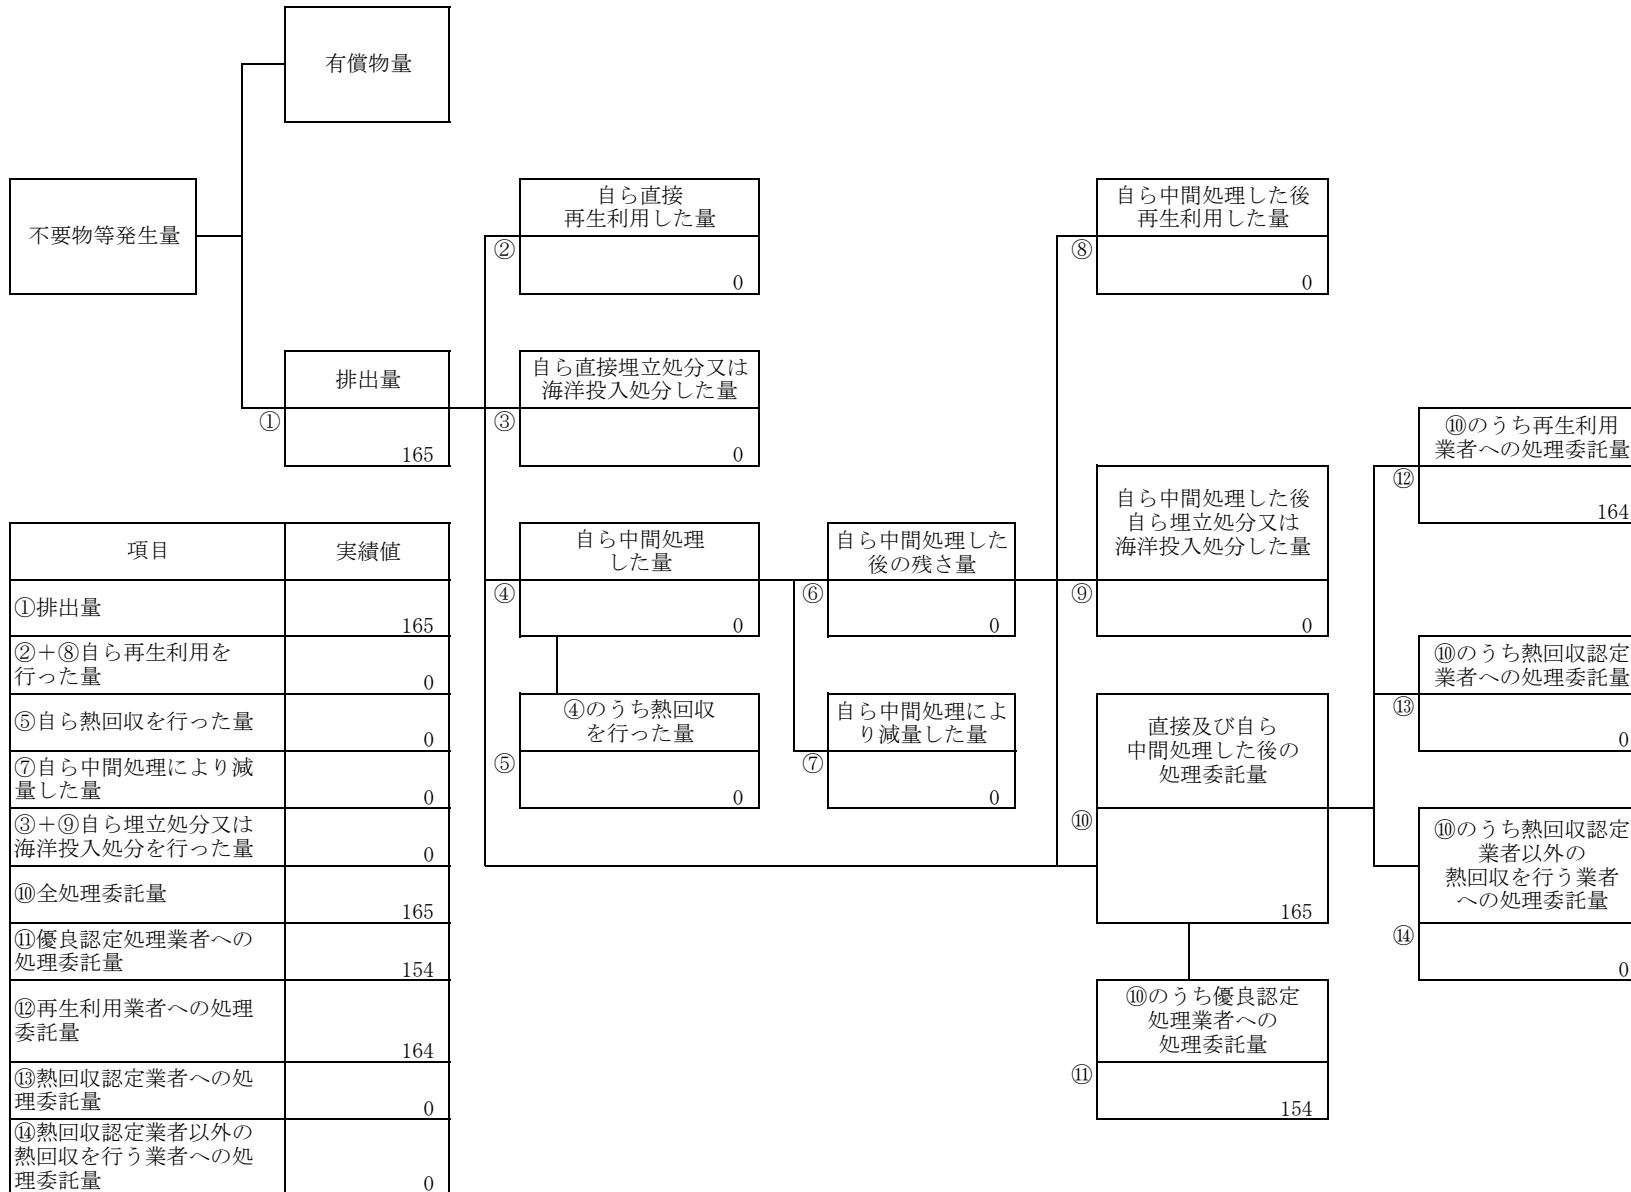 有償物量
不要物等発生量
自ら直接
再生利用した量
②
0
自ら中間処理した後
再生利用した量
⑧
0
排出量
①
165
自ら直接埋立処分又は
海洋投入処分した量
③
0
⑩のうち再生利用
業者への処理委託量
⑫
164
自ら中間処理
した量
④
0
自ら中間処理した
後の残さ量
⑥
0
自ら中間処理した後
自ら埋立処分又は
海洋投入処分した量
⑨
0
⑩のうち熱回収認定
業者への処理委託量
⑬
0
④のうち熱回収
を行った量
⑤
0
自ら中間処理によ
り減量した量
⑦
0
直接及び自ら
中間処理した後の
処理委託量
⑩
165
⑩のうち熱回収認定
業者以外の
熱回収を行う業者
への処理委託量
⑭
0
⑩のうち優良認定
処理業者への
処理委託量
⑪
154
項目 実績値
①排出量
165
②+⑧自ら再生利用を
行った量 0
⑤自ら熱回収を行った量
0
⑦自ら中間処理により減
量した量 0
③+⑨自ら埋立処分又は
海洋投入処分を行った量 0
⑩全処理委託量
165
⑪優良認定処理業者への
処理委託量 154
⑫再生利用業者への処理
委託量
164
⑬熱回収認定業者への処
理委託量 0
⑭熱回収認定業者以外の
熱回収を行う業者への処
理委託量 0